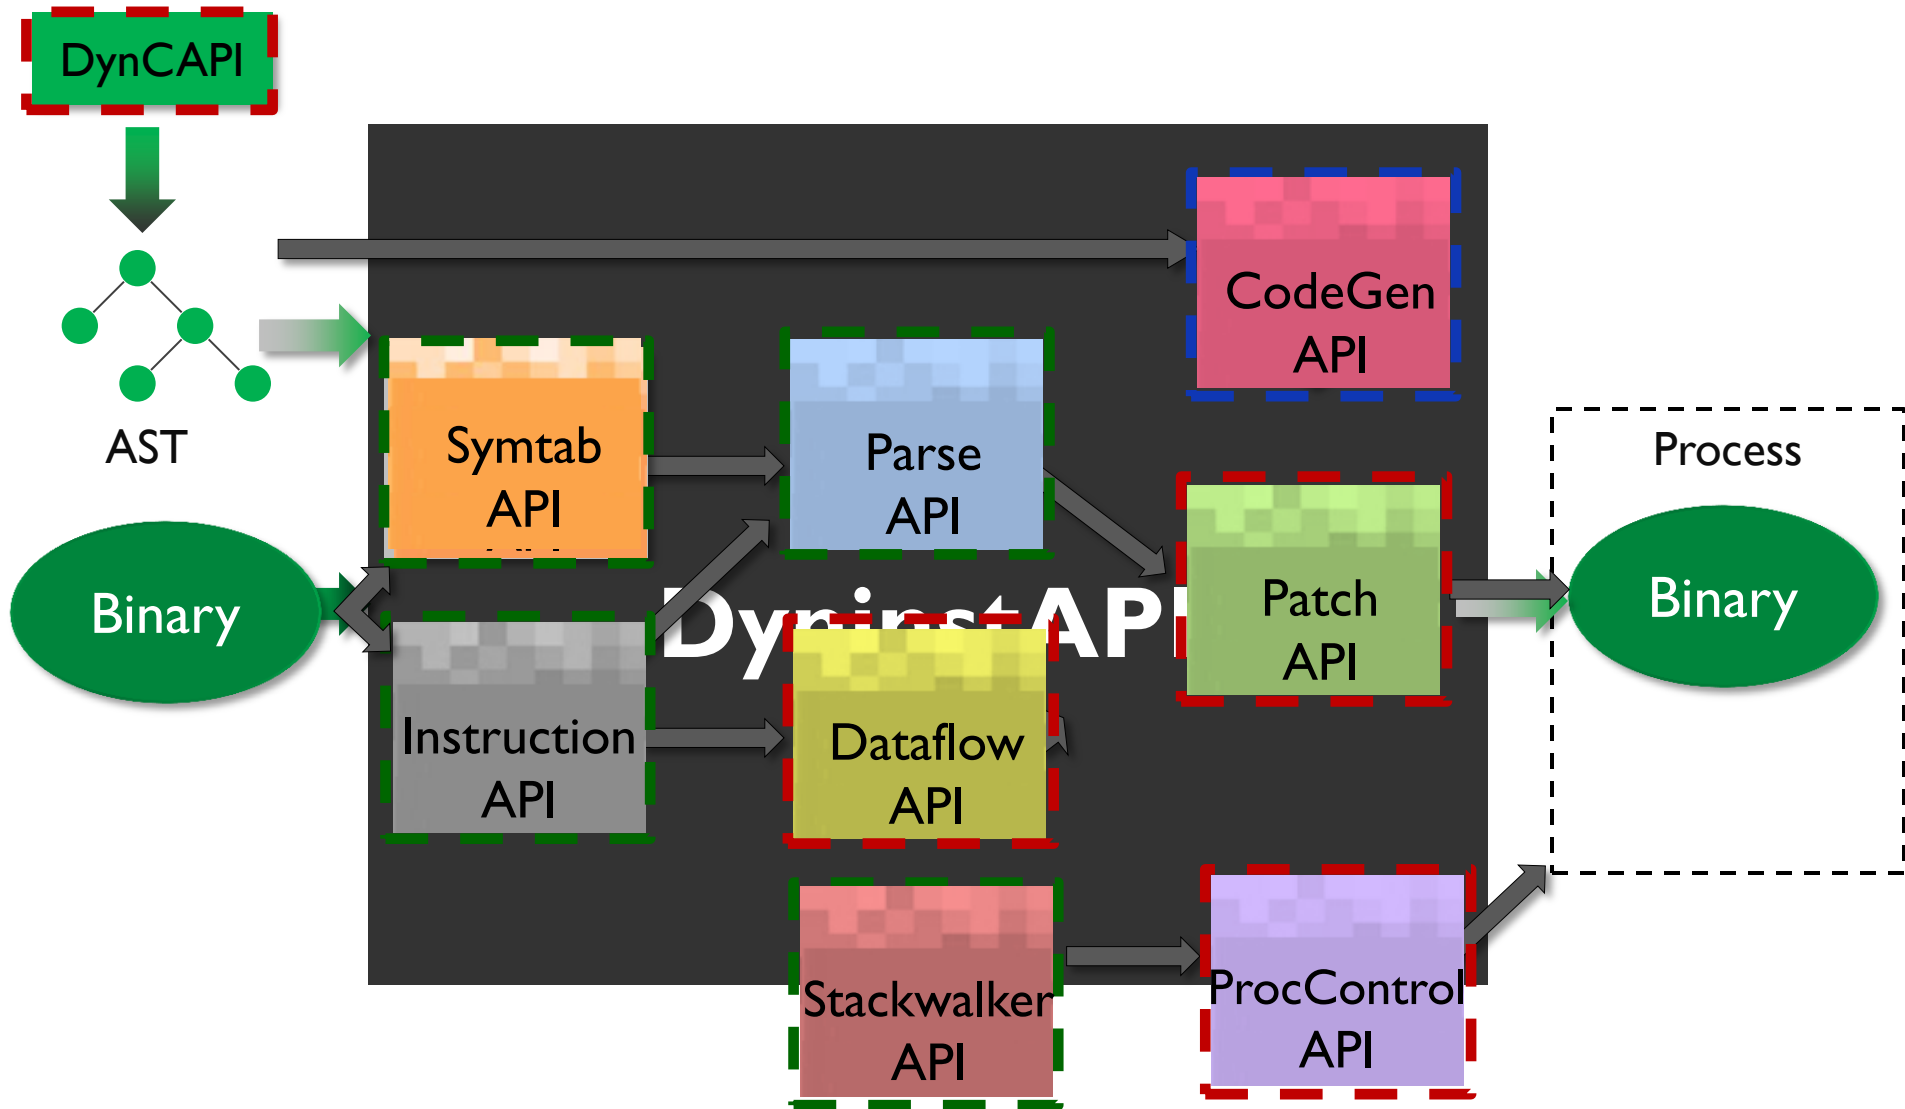 DynCAPI
CodeGen
API
AST
Symtab
API
Parse
API
Process
Binary
DyninstAPI
Patch
API
Binary
Instruction
API
Dataflow
API
Stackwalker
API
ProcControl
API